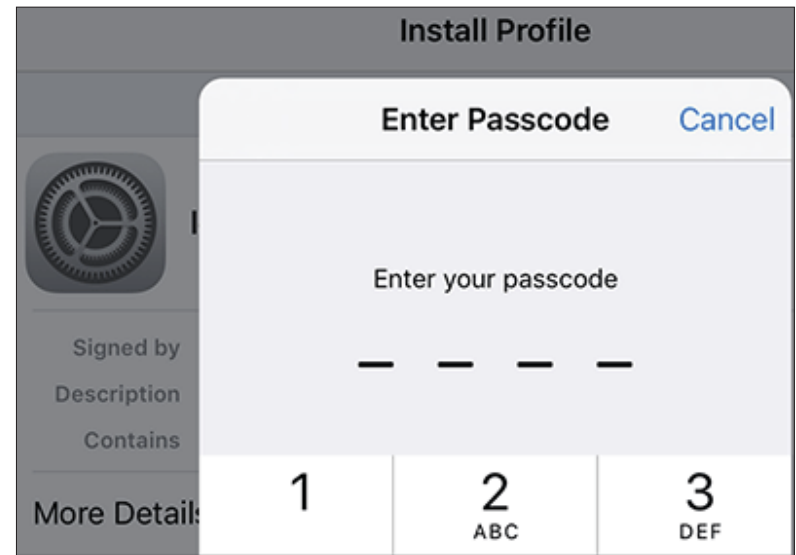 Install Profile
Enter Passcode Cancel
Enter your passcode
Signed by
Description
Contains
More Details
1 2 3
ABC DEF